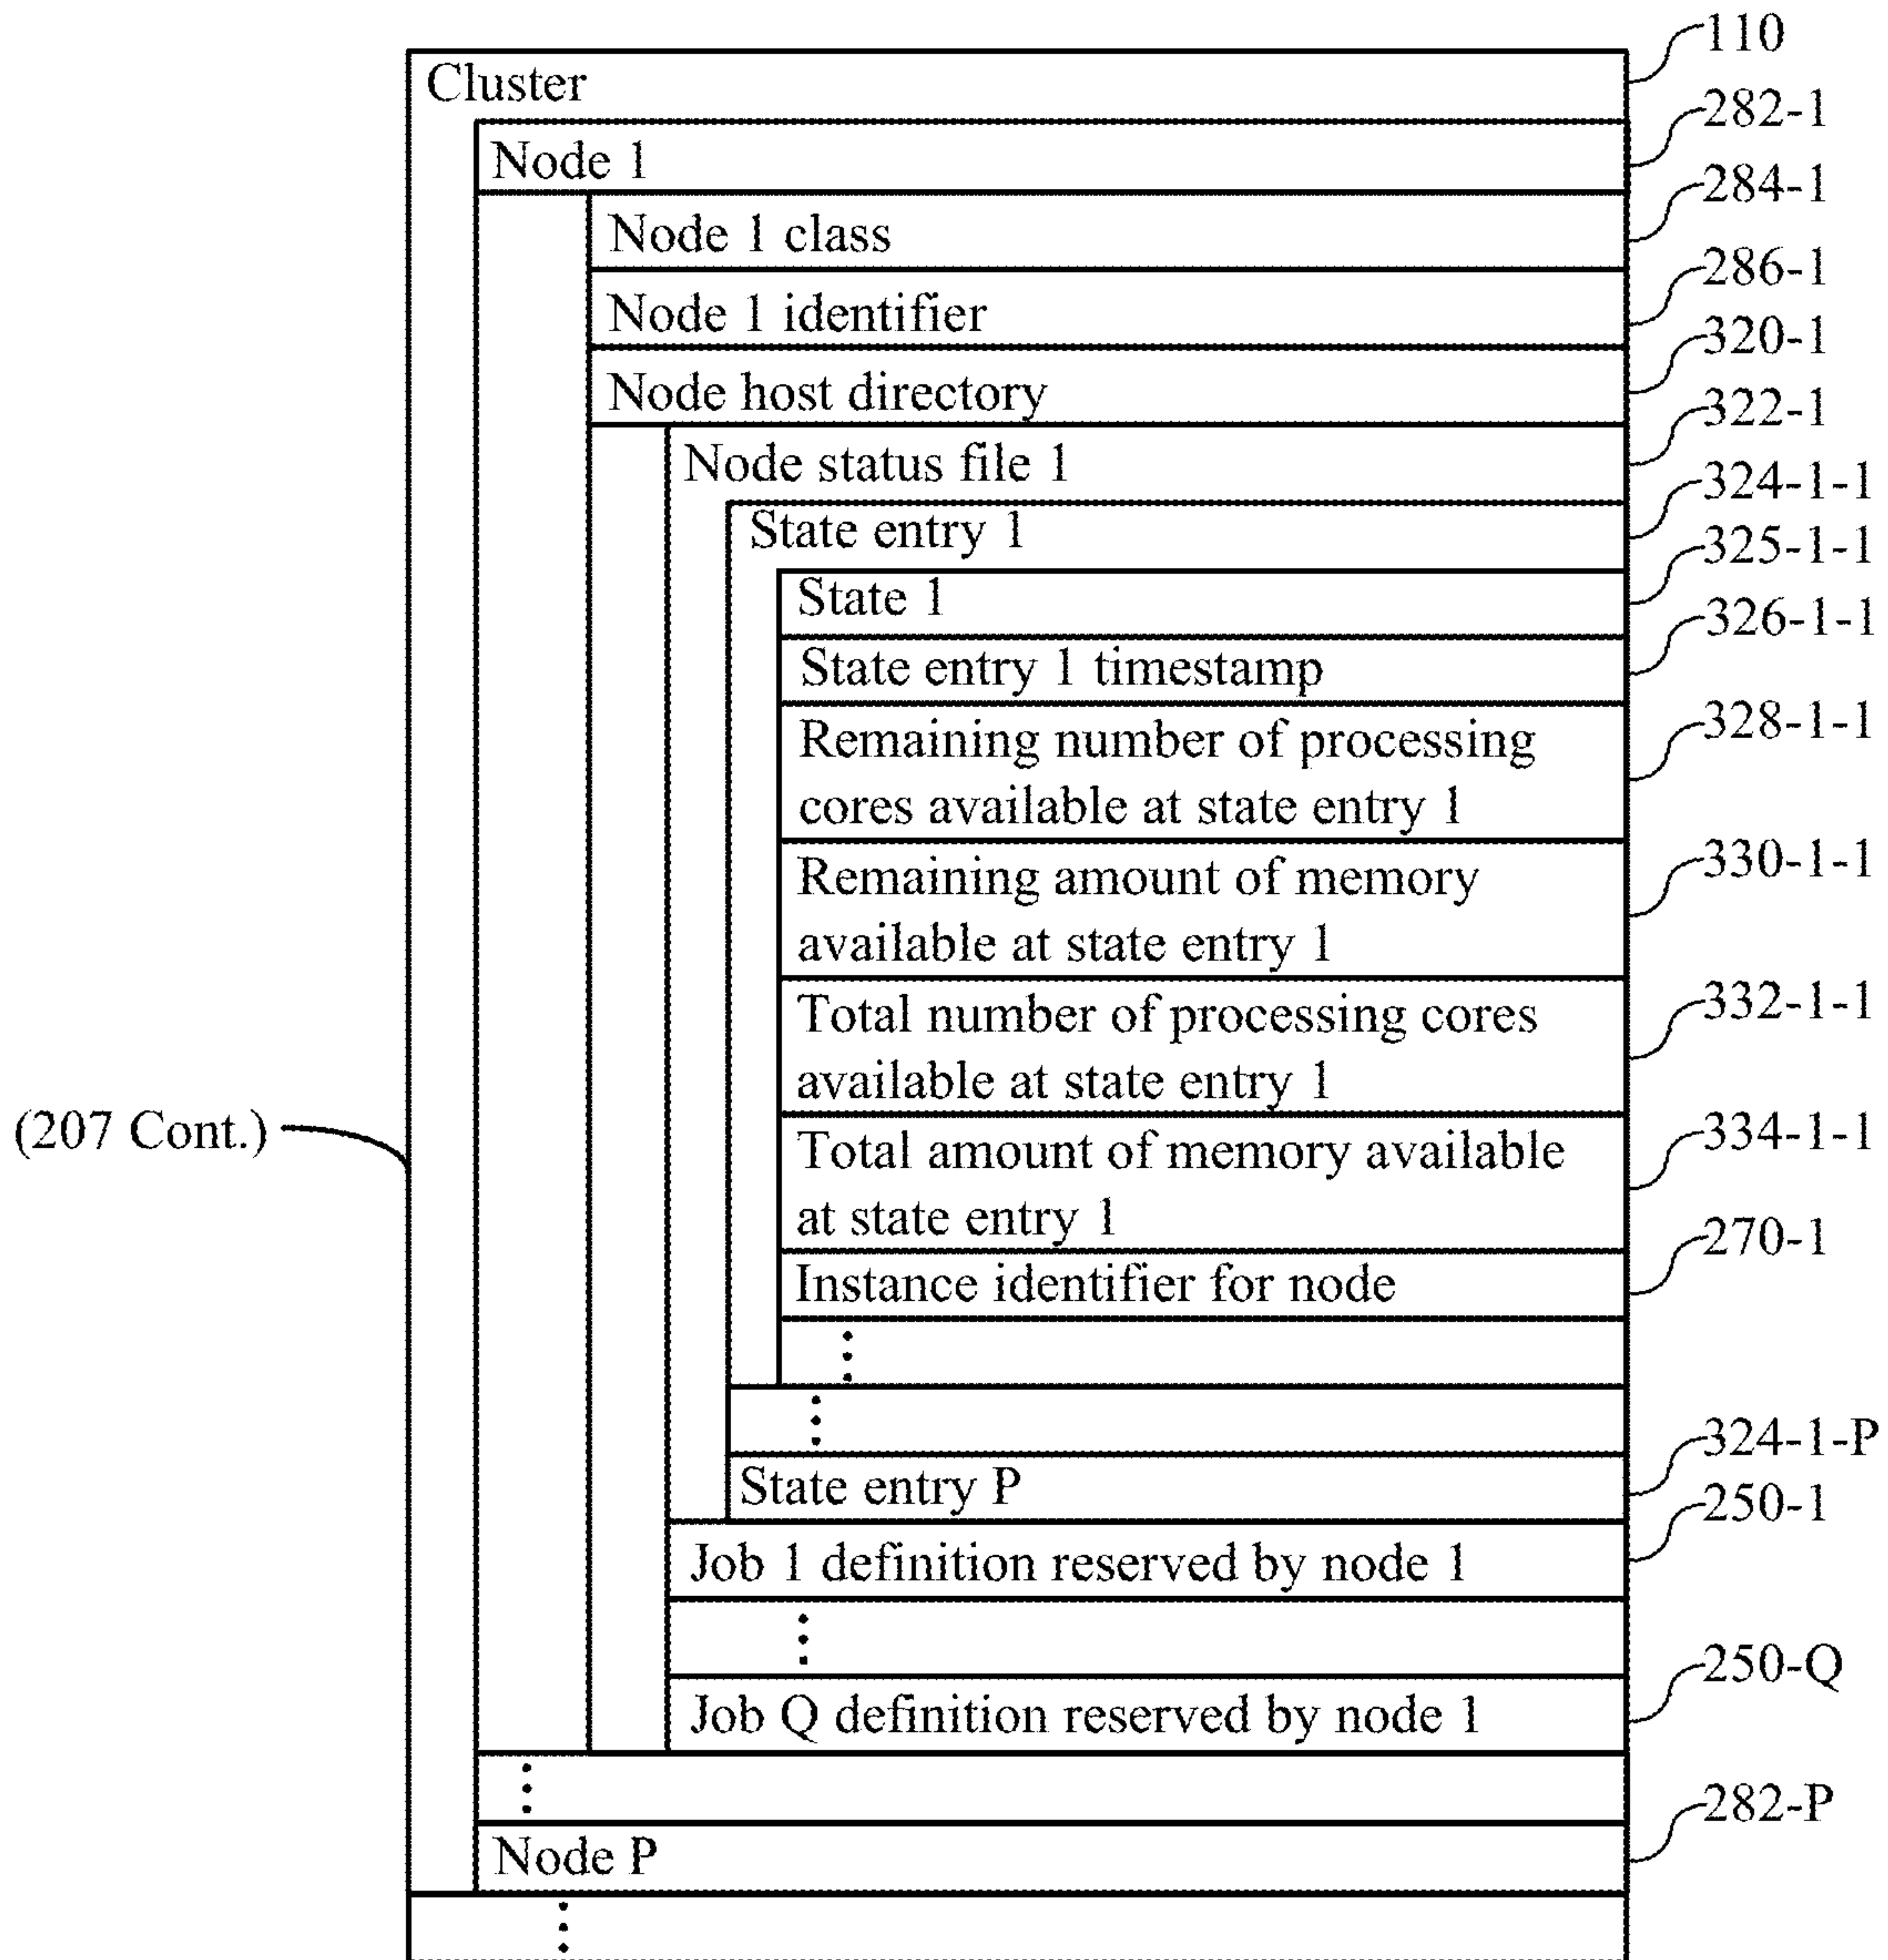 110
Cluster
282-1
Node 1
284-1
Node 1 class
286-1
Node 1 identifier
320-1
Node host directory
322-1
Node status file 1
324-1-1
State entry 1
325-1-1
State 1
326-1-1
State entry 1 timestamp
328-1-1
Remaining number of processing
cores available at state entry 1
330-1-1
Remaining amount of memory
available at state entry 1
332-1-1
Total number of processing cores
available at state entry 1
(207 Cont.)
334-1-1
Total amount of memory available
at state entry 1
270-1
Instance identifier for node
324-1-P
State entry P
250-1
Job 1 definition reserved by node 1
250-Q
Job Q definition reserved by node 1
282-P
Node P